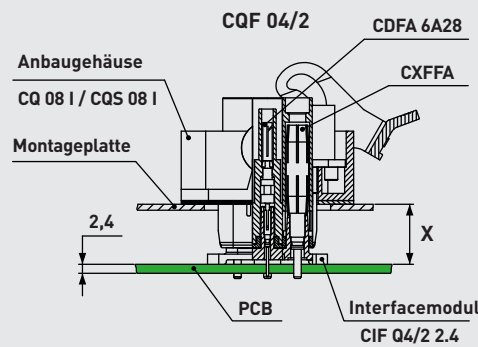 CQF 04/2
CDFA 6A28
Anbaugehäuse
CXFFA
CQ 08 I / CQS 08 I
Montageplatte
2,4
X
PCB
Interfacemodul
CIF Q4/2 2.4